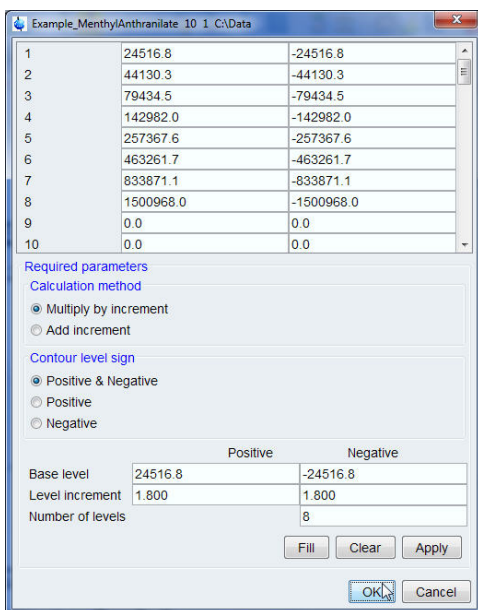 Example_MenthylAnthranilate 10 1 C:\Data
1 24516.8 -24516.8
2 44130.3 -44130.3
3 79434.5 -79434.5
4 142982.0 -142982.0
5 257367.6 -257367.6
6 463261.7 -463261.7
7 833871.1 -833871.1
8 1500968.0 -1500968.0
9 0.0 0.0
10 0.0 0.0
Required parameters
Calculation method
Multiply by increment
Add increment
Contour level sign
Positive & Negative
Positive
Negative
Positive Negative
Base level 24516.8 -24516.8
Level increment 1.800 1.800
Number of levels 8
Fill Clear Apply
OK Cancel